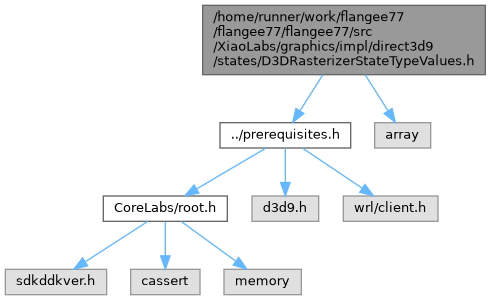 /home/runner/work/flangee77
/flangee77/flangee77/src
/XiaoLabs/graphics/impl/direct3d9
/states/D3DRasterizerStateTypeValues.h
../prerequisites.h
array
CoreLabs/root.h
d3d9.h
wrl/client.h
sdkddkver.h
cassert
memory